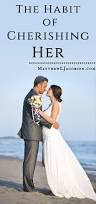 The Habit
of
Cherishing
Her
MatthewLJacobson.com